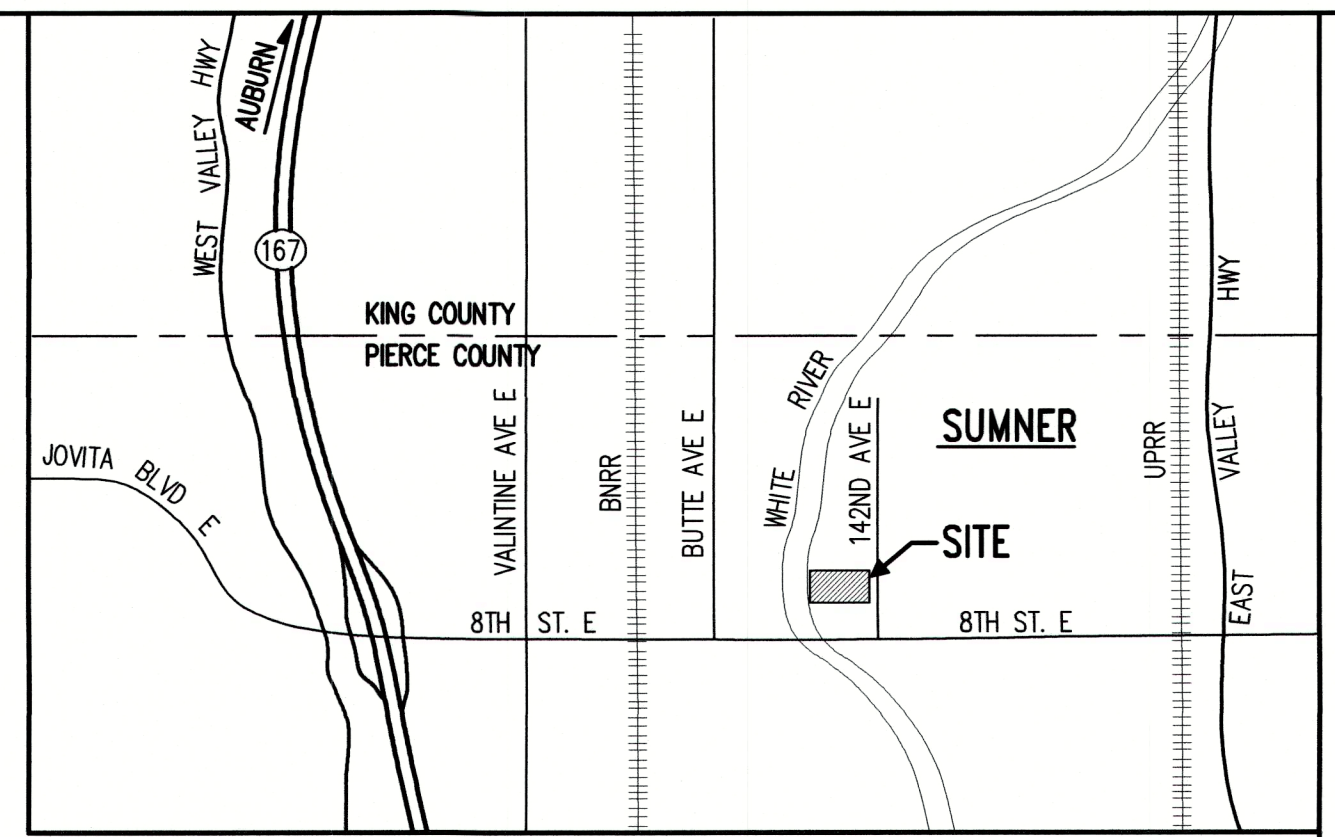 WEST VALLEY HWY
AUBURN
167
KING COUNTY
PIERCE COUNTY
JOVITA BLVD E
VALINTINE AVE E
BNRR
BUTTE AVE E
WHITE RIVER
142ND AVE E
SUMNER
SITE
UPRR
EAST VALLEY HWY
8TH ST. E
8TH ST. E